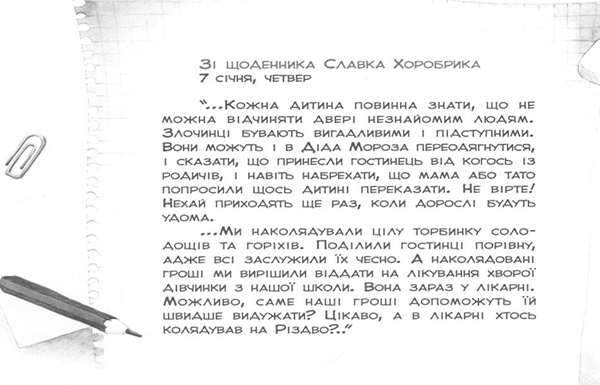 Зі щоденника Славка Хоробрика
7 січня, четвер
“...Кожна дитина повинна знати, що не
можна відчиняти двері незнайомим людям.
Злочинці бувають вигадливими і підступними.
Вони можуть і в Діда Мороза переодягнутися,
і сказати, що принесли гостинець від когось із
родичів, і навіть набрехати, що мама або тато
попросили щось дитині переказати. Не вірте!
Нехай приходять ще раз, коли дорослі будуть
удома.
...Ми наколядували цілу торбинку соло-
дощів та горіхів. Поділили гостинці порівну,
адже всі заслужили їх чесно. А наколядовані
гроші ми вирішили віддати на лікування хворої
дівчинки з нашої школи. Вона зараз у лікарні.
Можливо, саме наші гроші допоможуть їй
швидше видужати? Цікаво, а в лікарні хтось
колядував на Різдво?..”